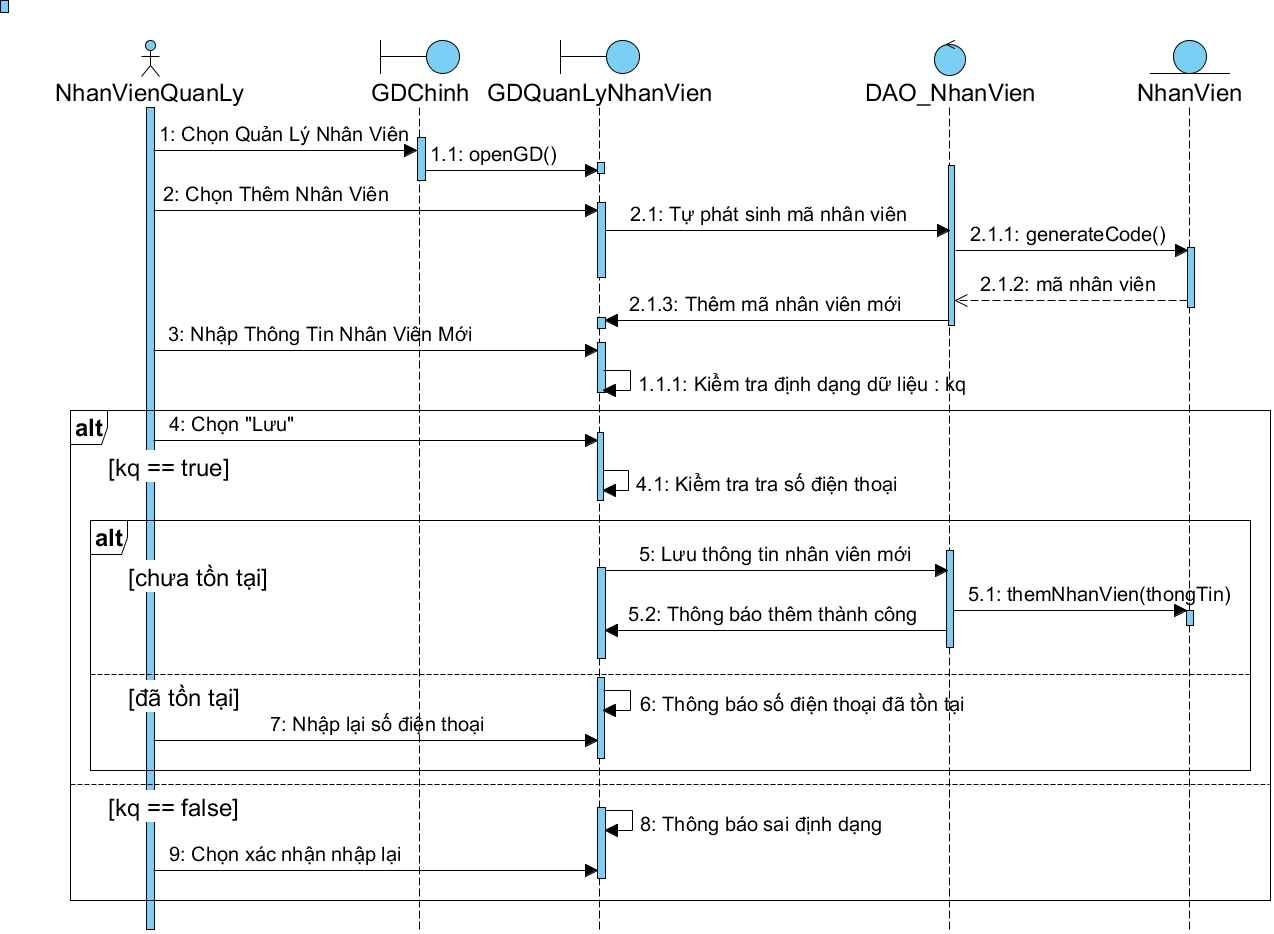 NhanVienQuanLy
GDChinh
GDQuanLyNhanVien
DAO_NhanVien
NhanVien
1: Chọn Quản Lý Nhân Viên
1.1: openGD()
2: Chọn Thêm Nhân Viên
2.1: Tự phát sinh mã nhân viên
2.1.1: generateCode()
2.1.2: mã nhân viên
2.1.3: Thêm mã nhân viên mới
3: Nhập Thông Tin Nhân Viên Mới
1.1.1: Kiểm tra định dạng dữ liệu : kq
alt
4: Chọn "Lưu"
[kq == true]
4.1: Kiểm tra tra số điện thoại
alt
5: Lưu thông tin nhân viên mới
[chưa tồn tại]
5.1: themNhanVien(thongTin)
5.2: Thông báo thêm thành công
[đã tồn tại]
6: Thông báo số điện thoại đã tồn tại
7: Nhập lại số điện thoại
[kq == false]
8: Thông báo sai định dạng
9: Chọn xác nhận nhập lại